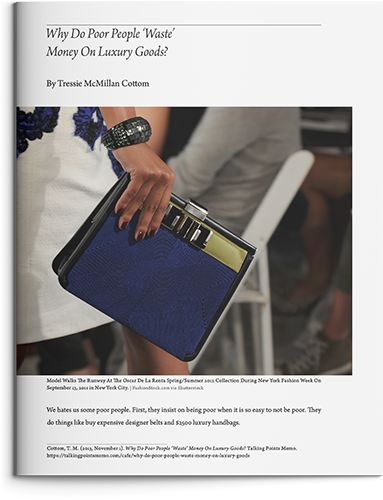 Why Do Poor People ‘Waste’
Money On Luxury Goods?
By Tressie McMillan Cottom
Model Walks The Runway At The Oscar De La Renta Spring/Summer 2012 Collection During New York Fashion Week On
September 13, 2011 in New York City. | FashionStock.com via Shutterstock
We hates us some poor people. First, they insist on being poor when it is so easy to not be poor. They
do things like buy expensive designer belts and $2500 luxury handbags.
Cottom, T. M. (2013, November 1). Why Do Poor People ‘Waste’ Money On Luxury Goods? Talking Points Memo.
https://talkingpointsmemo.com/cafe/why-do-poor-people-waste-money-on-luxury-goods